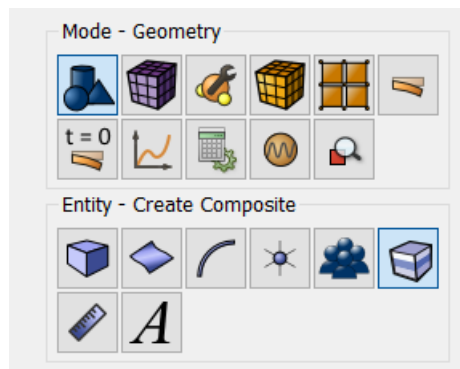 Mode - Geometry
t = 0
Entity - Create Composite
A